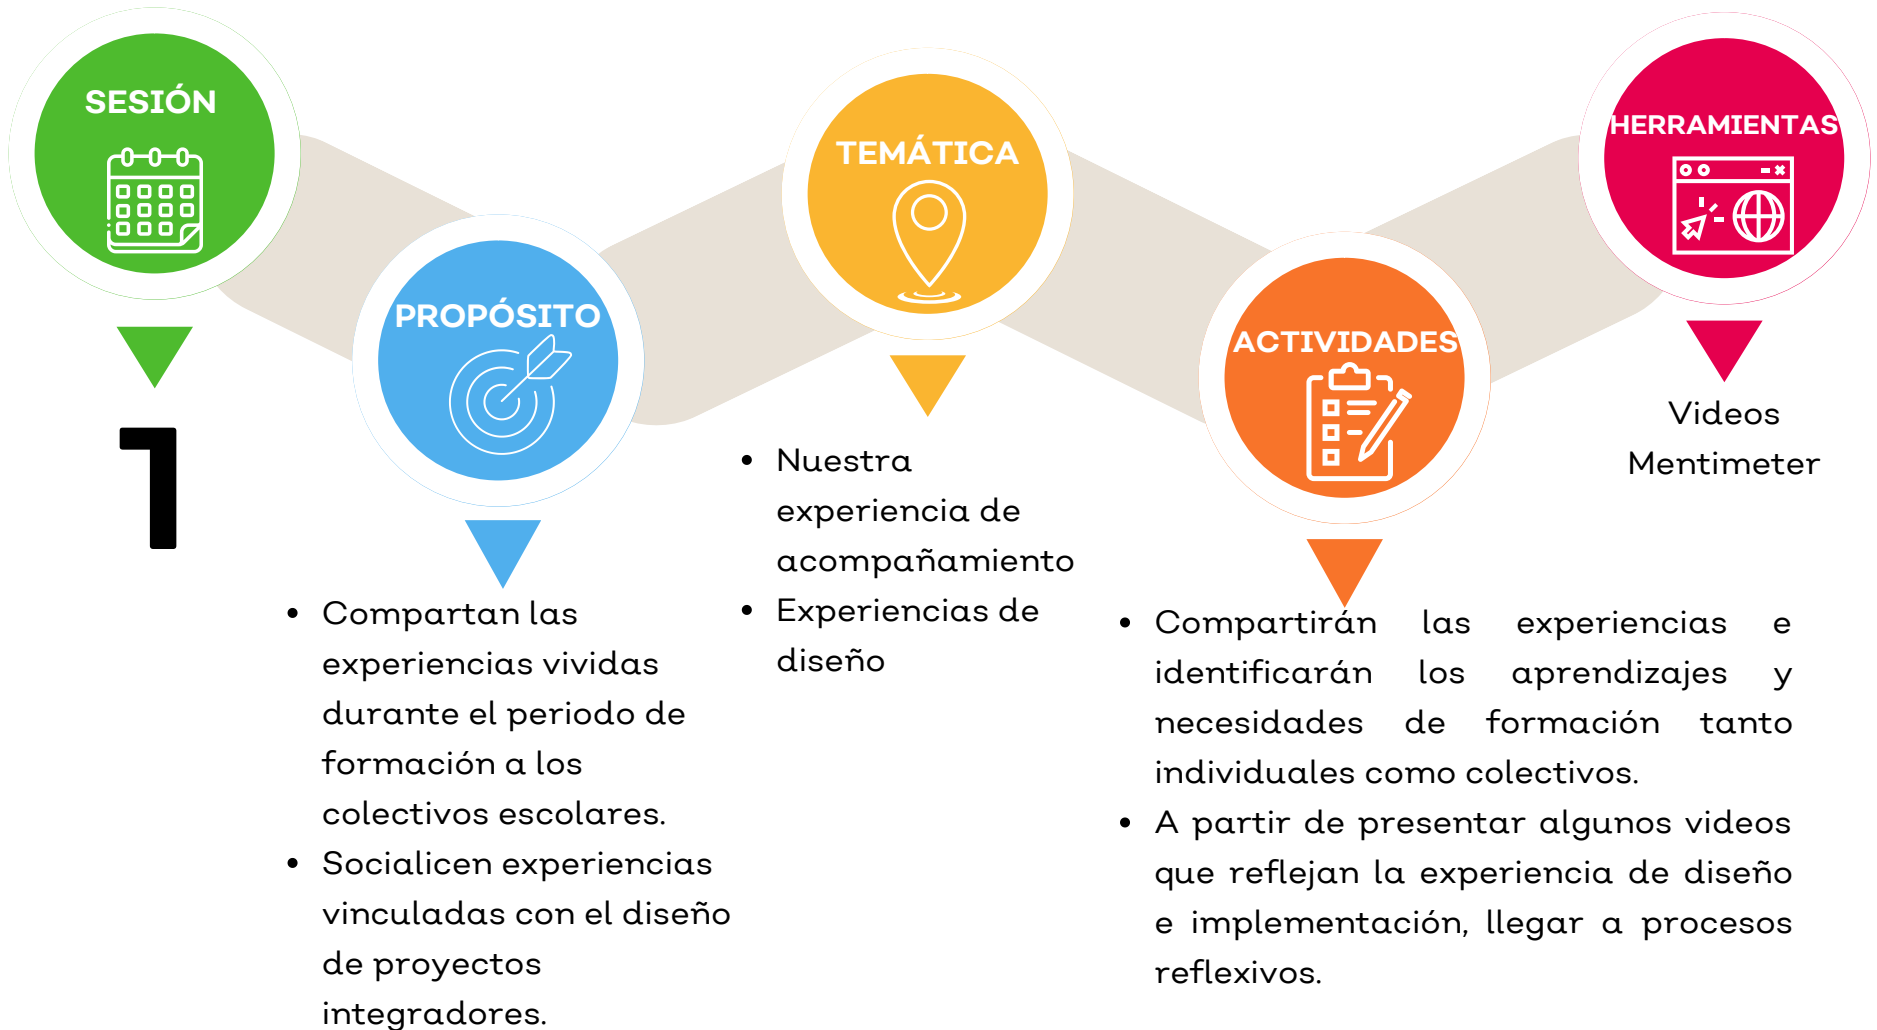 SESIÓN
1
PROPÓSITO
• Compartan las
experiencias vividas
durante el periodo de
formación a los
colectivos escolares.
• Socialicen experiencias
vinculadas con el diseño
de proyectos
integradores.
TEMÁTICA
• Nuestra
experiencia de
acompañamiento
• Experiencias de
diseño
ACTIVIDADES
• Compartirán las experiencias e
identificarán los aprendizajes y
necesidades de formación tanto
individuales como colectivos.
• A partir de presentar algunos videos
que reflejan la experiencia de diseño
e implementación, llegar a procesos
reflexivos.
HERRAMIENTAS
Videos
Mentimeter